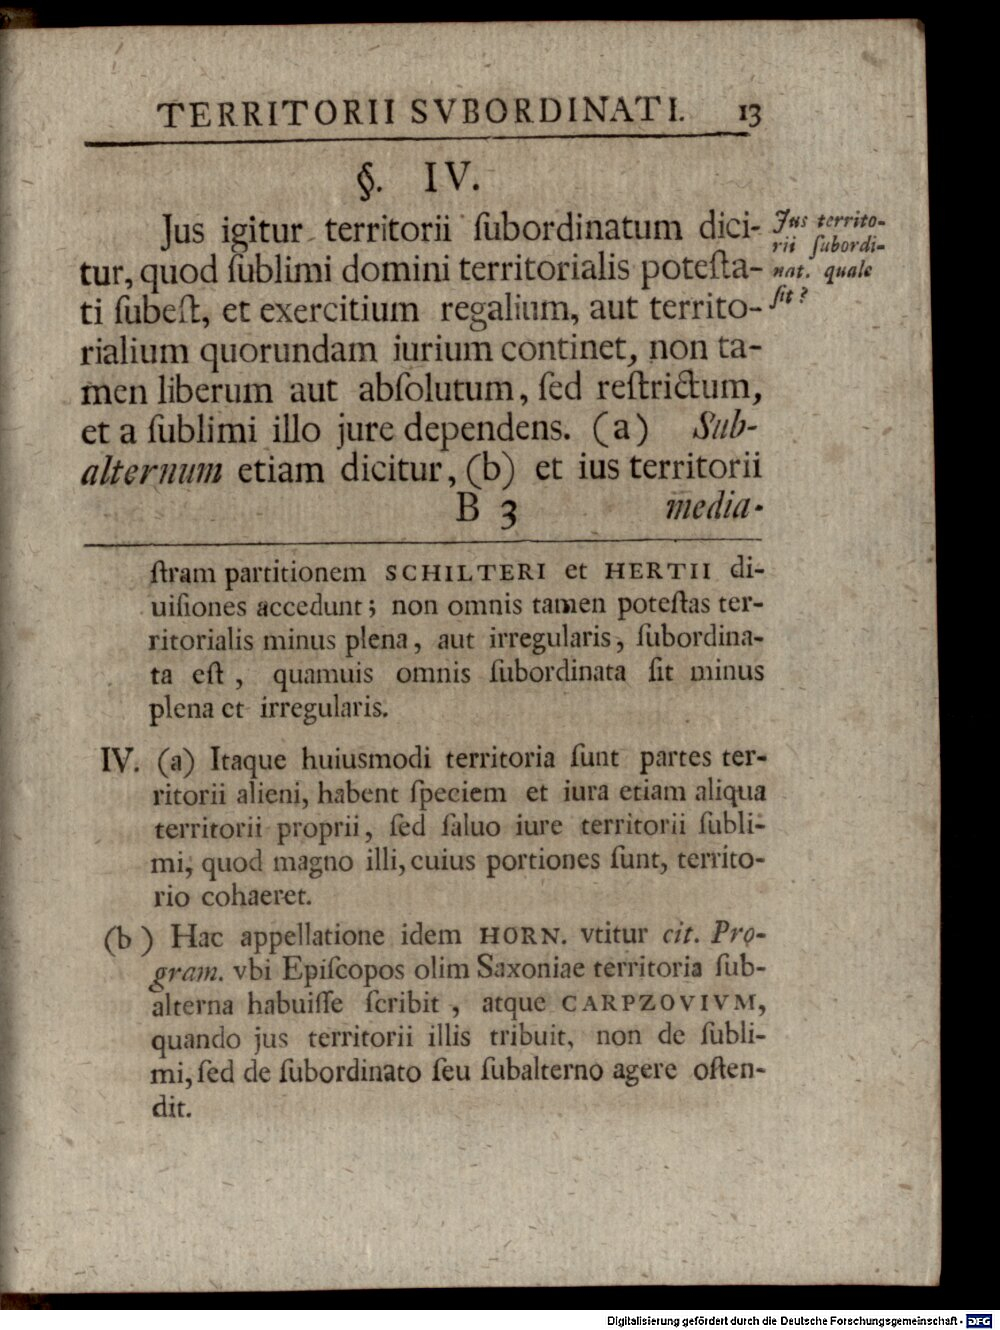 TERRITORII SVBORDINATI. 13
§. IV.
Jus igitur territorii ſubordinatum dici-
tur, quod ſublimi domini territorialis poteſta-
ti ſubeſt, et exercitium regalium, aut territo-
rialium quorundam iurium continet, non ta-
men liberum aut abſolutum, ſed reſtrictum,
et a ſublimi illo jure dependens. (a) Sub-
alternum etiam dicitur, (b) et ius territorii
B 3 media-
Jus territo-
rii ſubordi-
nat. quale
ſit?
ſtram partitionem SCHILTERI et HERTII di-
uiſiones accedunt; non omnis tamen poteſtas ter-
ritorialis minus plena, aut irregularis, ſubordina-
ta eſt, quamuis omnis ſubordinata ſit minus
plena et irregularis.
IV. (a) Itaque huiusmodi territoria ſunt partes ter-
ritorii alieni, habent ſpeciem et iura etiam aliqua
territorii proprii, ſed ſaluo iure territorii ſubli-
mi, quod magno illi, cuius portiones ſunt, territo-
rio cohaeret.
(b) Hac appellatione idem HORN. vtitur cit. Pro-
gram. vbi Epiſcopos olim Saxoniae territoria ſub-
alterna habuiſſe ſcribit, atque CARPZOVIVM,
quando jus territorii illis tribuit, non de ſubli-
mi, ſed de ſubordinato ſeu ſubalterno agere oſten-
dit.
Digitalisierung gefördert durch die Deutsche Forschungsgemeinschaft - DFG